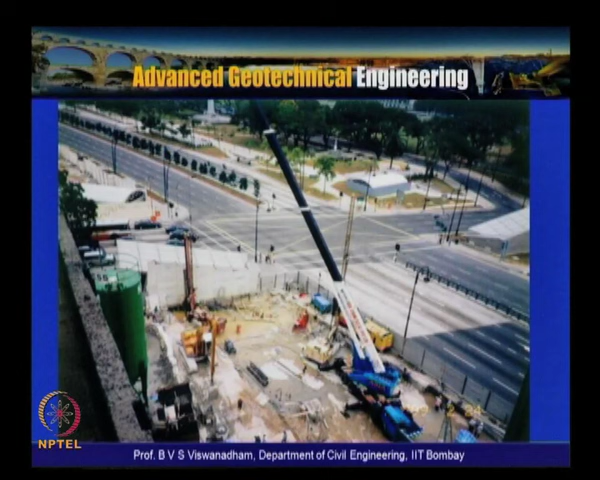 Advanced Geotechnical Engineering
NPTEL
Prof. B V S Viswanadham, Department of Civil Engineering, IIT Bombay